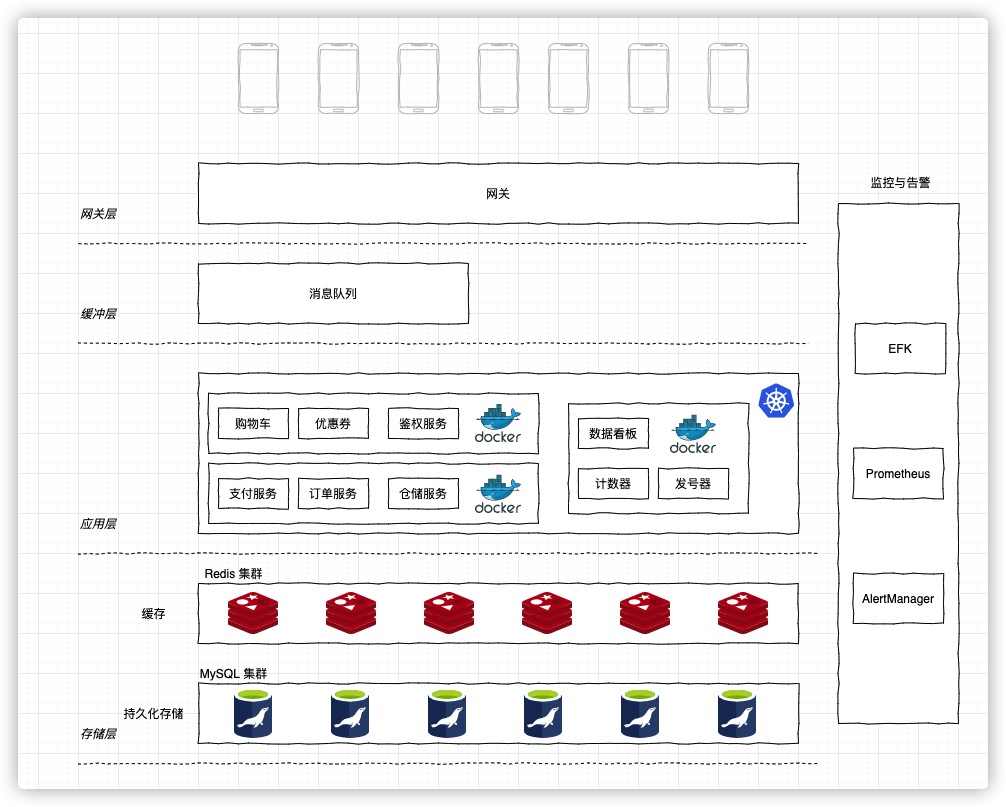 网关
监控与告警
网关层
消息队列
缓冲层
EFK
购物车
优惠券
鉴权服务
docker
数据看板
docker
Prometheus
支付服务
订单服务
仓储服务
docker
计数器
发号器
应用层
Redis 集群
缓存
AlertManager
MySQL 集群
持久化存储
存储层